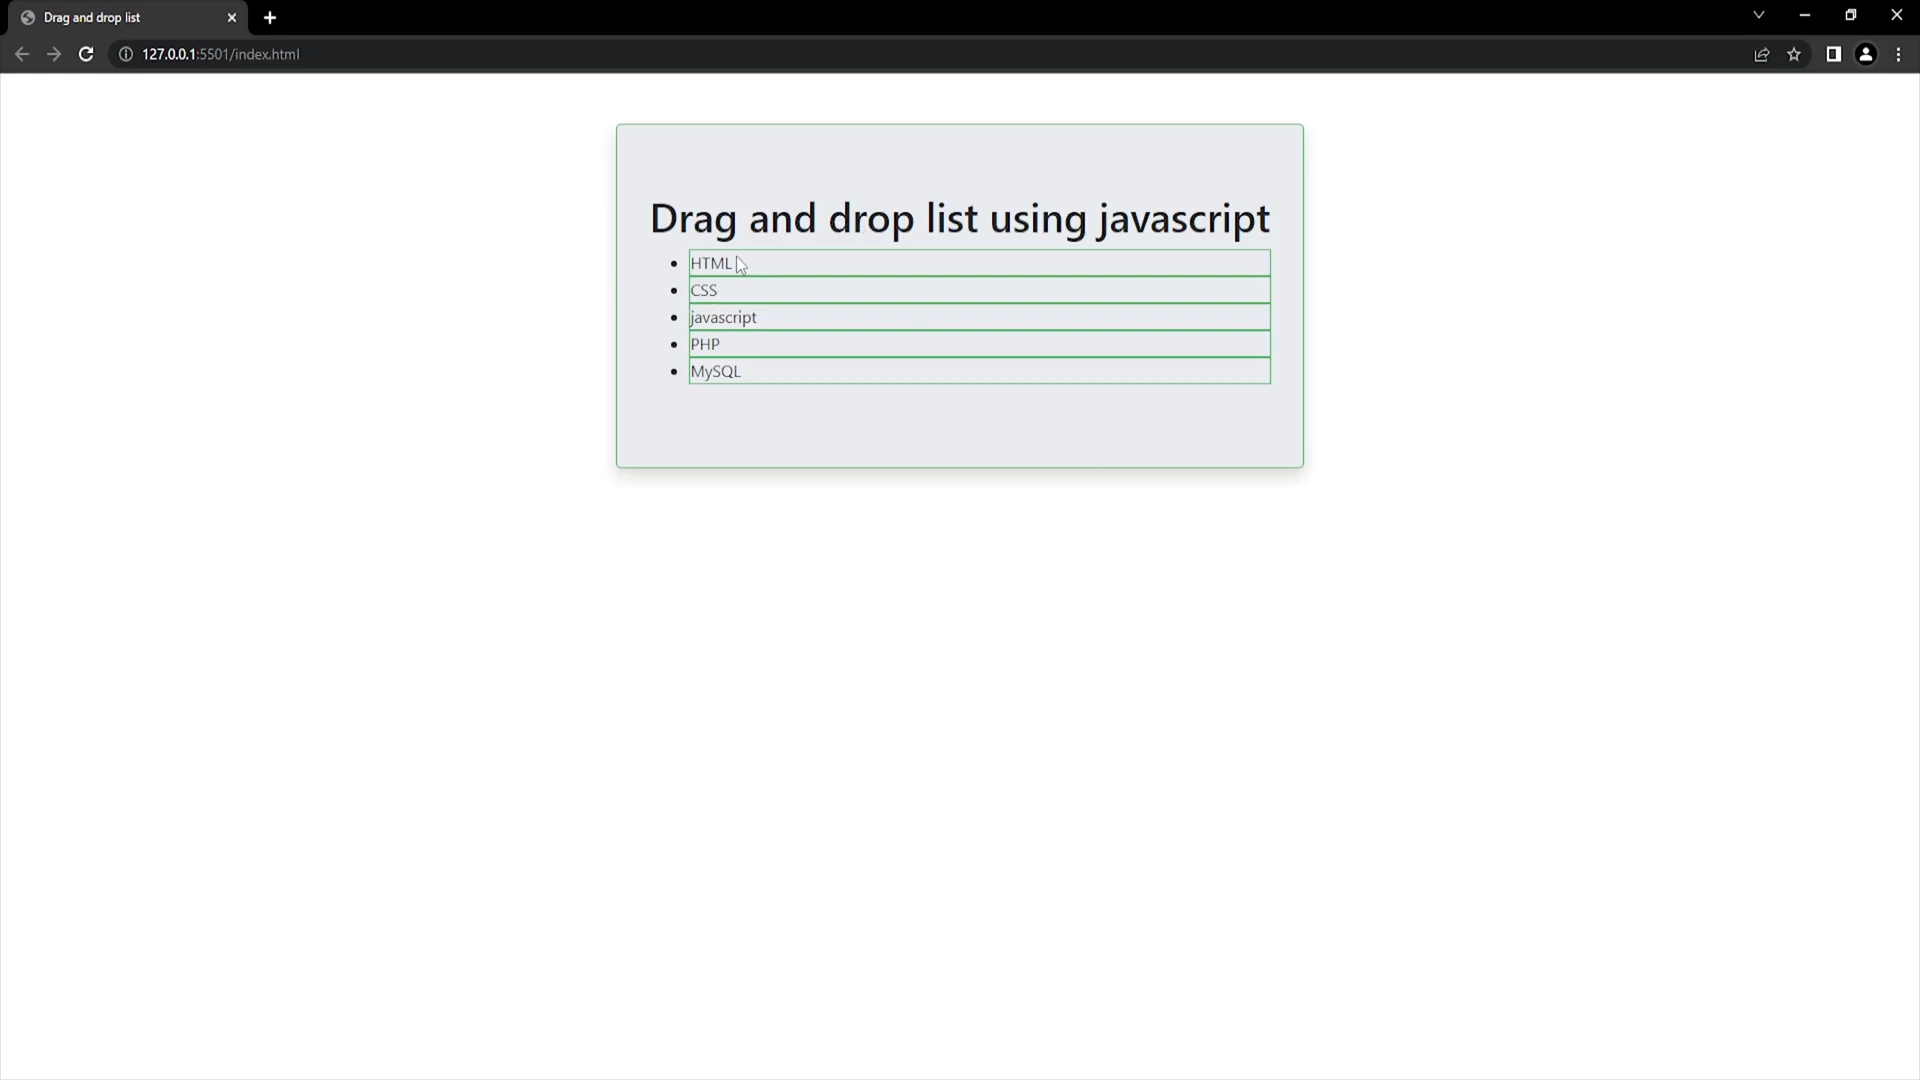 Drag and drop list
127.0.0.1:5501/index.html
Drag and drop list using javascript
HTML
CSS
javascript
PHP
MySQL